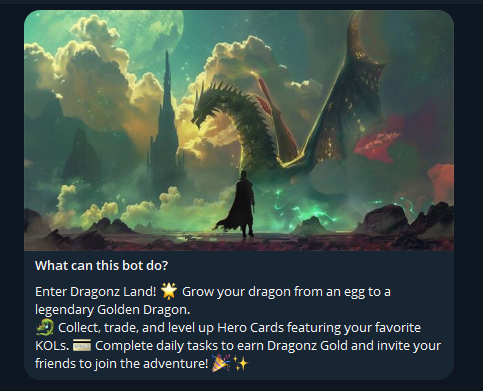 What can this bot do?
Enter Dragonz Land! 🌟 Grow your dragon from an egg to a
legendary Golden Dragon.
🐉 Collect, trade, and level up Hero Cards featuring your favorite
KOLs. 💳 Complete daily tasks to earn Dragonz Gold and invite your
friends to join the adventure! 🎉✨